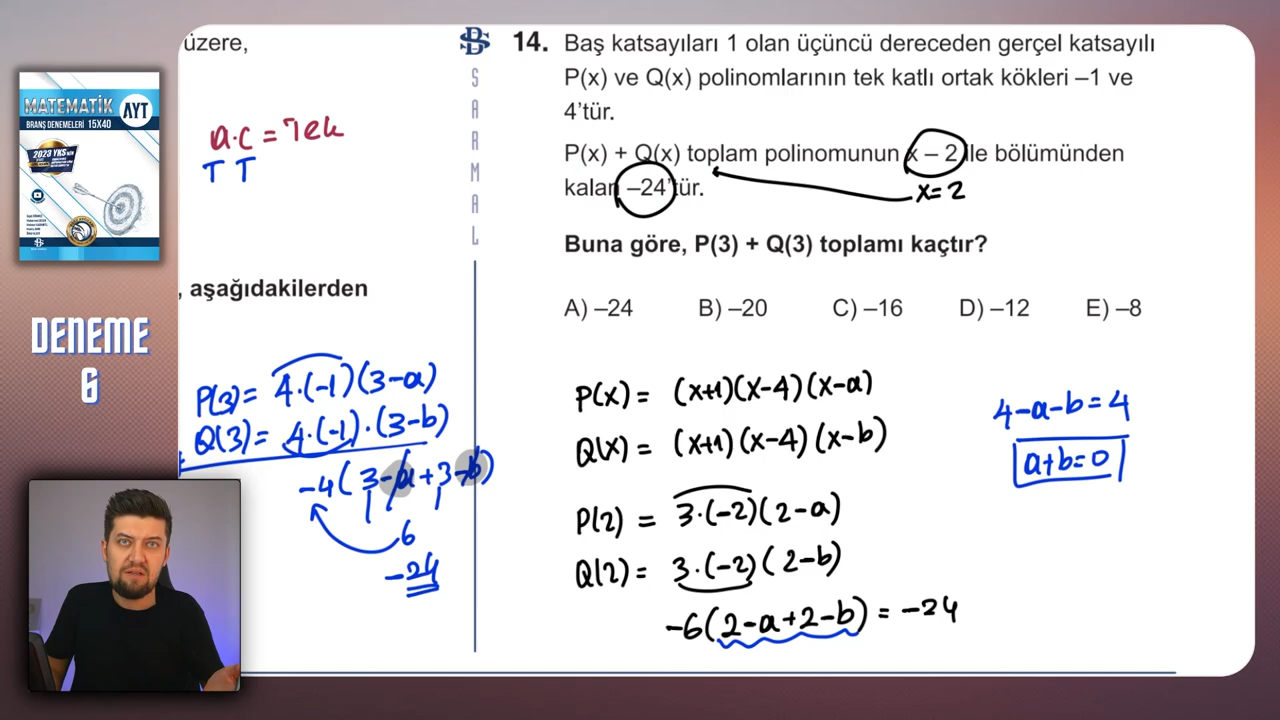 üzere,
a·c = Tek
T T
, aşağıdakilerden
MATEMATİK AYT
BRANŞ DENEMELERİ 15X40
DENEME
6
P(3) = 4·(-1)(3-a)
Q(3) = 4·(-1)·(3-b)
-4(3-a+3-b)
6
-24
SARMAL
14. Baş katsayıları 1 olan üçüncü dereceden gerçel katsayılı
P(x) ve Q(x) polinomlarının tek katlı ortak kökleri –1 ve
4'tür.
P(x) + Q(x) toplam polinomunun x – 2 ile bölümünden
kalan –24'tür.
x=2
Buna göre, P(3) + Q(3) toplamı kaçtır?
A) –24 B) –20 C) –16 D) –12 E) –8
P(x) = (x+1)(x-4)(x-a)
Q(x) = (x+1)(x-4)(x-b)
P(2) = 3·(-2)(2-a)
Q(2) = 3·(-2)(2-b)
-6(2-a+2-b) = -24
4-a-b=4
a+b=0